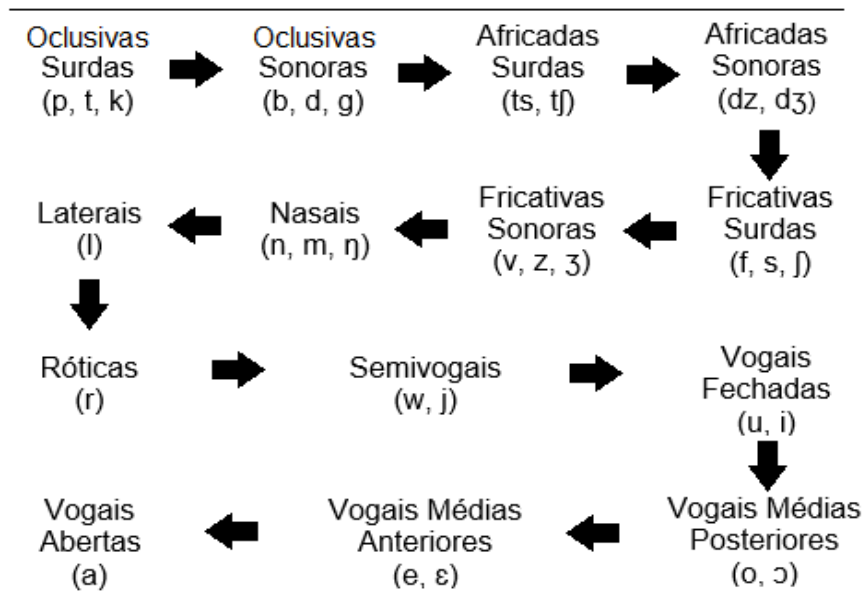 Oclusivas
Surdas
(p, t, k)
Oclusivas
Sonoras
(b, d, g)
Africadas
Surdas
(ts, tʃ)
Africadas
Sonoras
(dz, dʒ)
Fricativas
Surdas
(f, s, ʃ)
Fricativas
Sonoras
(v, z, ʒ)
Nasais
(n, m, ŋ)
Laterais
(l)
Róticas
(r)
Semivogais
(w, j)
Vogais
Fechadas
(u, i)
Vogais Médias
Posteriores
(o, ɔ)
Vogais Médias
Anteriores
(e, ε)
Vogais
Abertas
(a)